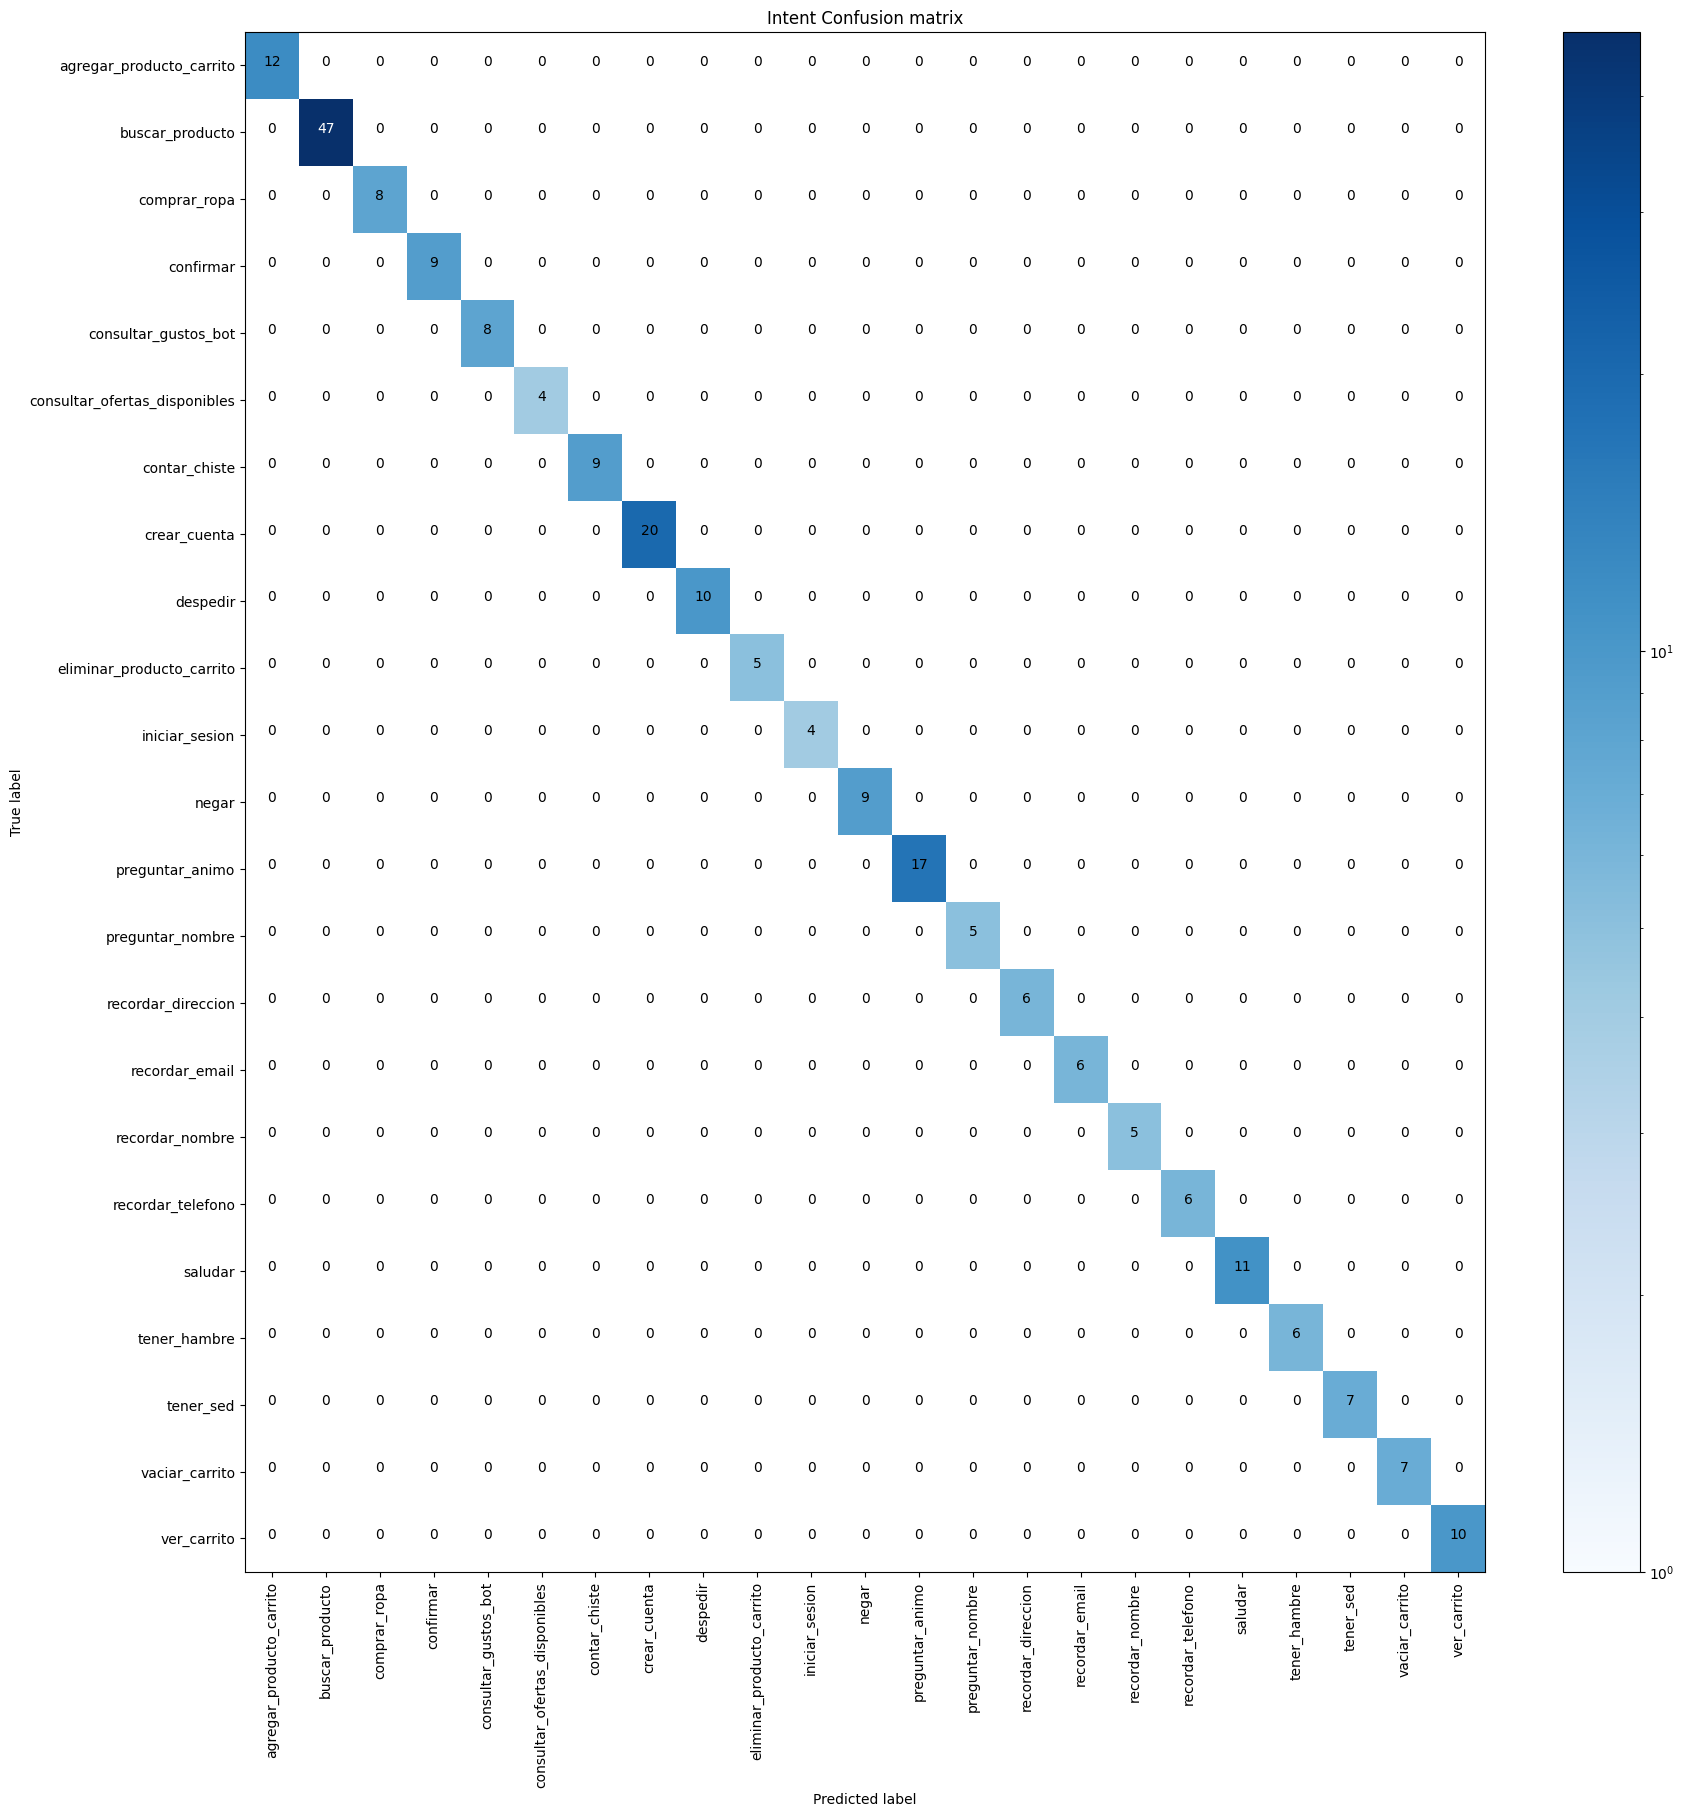 Intent Confusion matrix
True label
agregar_producto_carrito 12 0 0 0 0 0 0 0 0 0 0 0 0 0 0 0 0 0 0 0 0 0 0
buscar_producto 0 47 0 0 0 0 0 0 0 0 0 0 0 0 0 0 0 0 0 0 0 0 0
comprar_ropa 0 0 8 0 0 0 0 0 0 0 0 0 0 0 0 0 0 0 0 0 0 0 0
confirmar 0 0 0 9 0 0 0 0 0 0 0 0 0 0 0 0 0 0 0 0 0 0 0
consultar_gustos_bot 0 0 0 0 8 0 0 0 0 0 0 0 0 0 0 0 0 0 0 0 0 0 0
consultar_ofertas_disponibles 0 0 0 0 0 4 0 0 0 0 0 0 0 0 0 0 0 0 0 0 0 0 0
contar_chiste 0 0 0 0 0 0 9 0 0 0 0 0 0 0 0 0 0 0 0 0 0 0 0
crear_cuenta 0 0 0 0 0 0 0 20 0 0 0 0 0 0 0 0 0 0 0 0 0 0 0
despedir 0 0 0 0 0 0 0 0 10 0 0 0 0 0 0 0 0 0 0 0 0 0 0
eliminar_producto_carrito 0 0 0 0 0 0 0 0 0 5 0 0 0 0 0 0 0 0 0 0 0 0 0
iniciar_sesion 0 0 0 0 0 0 0 0 0 0 4 0 0 0 0 0 0 0 0 0 0 0 0
negar 0 0 0 0 0 0 0 0 0 0 0 9 0 0 0 0 0 0 0 0 0 0 0
preguntar_animo 0 0 0 0 0 0 0 0 0 0 0 0 17 0 0 0 0 0 0 0 0 0 0
preguntar_nombre 0 0 0 0 0 0 0 0 0 0 0 0 0 5 0 0 0 0 0 0 0 0 0
recordar_direccion 0 0 0 0 0 0 0 0 0 0 0 0 0 0 6 0 0 0 0 0 0 0 0
recordar_email 0 0 0 0 0 0 0 0 0 0 0 0 0 0 0 6 0 0 0 0 0 0 0
recordar_nombre 0 0 0 0 0 0 0 0 0 0 0 0 0 0 0 0 5 0 0 0 0 0 0
recordar_telefono 0 0 0 0 0 0 0 0 0 0 0 0 0 0 0 0 0 6 0 0 0 0 0
saludar 0 0 0 0 0 0 0 0 0 0 0 0 0 0 0 0 0 0 11 0 0 0 0
tener_hambre 0 0 0 0 0 0 0 0 0 0 0 0 0 0 0 0 0 0 0 6 0 0 0
tener_sed 0 0 0 0 0 0 0 0 0 0 0 0 0 0 0 0 0 0 0 0 7 0 0
vaciar_carrito 0 0 0 0 0 0 0 0 0 0 0 0 0 0 0 0 0 0 0 0 0 7 0
ver_carrito 0 0 0 0 0 0 0 0 0 0 0 0 0 0 0 0 0 0 0 0 0 0 10
agregar_producto_carrito
buscar_producto
comprar_ropa
confirmar
consultar_gustos_bot
consultar_ofertas_disponibles
contar_chiste
crear_cuenta
despedir
eliminar_producto_carrito
iniciar_sesion
negar
preguntar_animo
preguntar_nombre
recordar_direccion
recordar_email
recordar_nombre
recordar_telefono
saludar
tener_hambre
tener_sed
vaciar_carrito
ver_carrito
Predicted label
10¹
10⁰